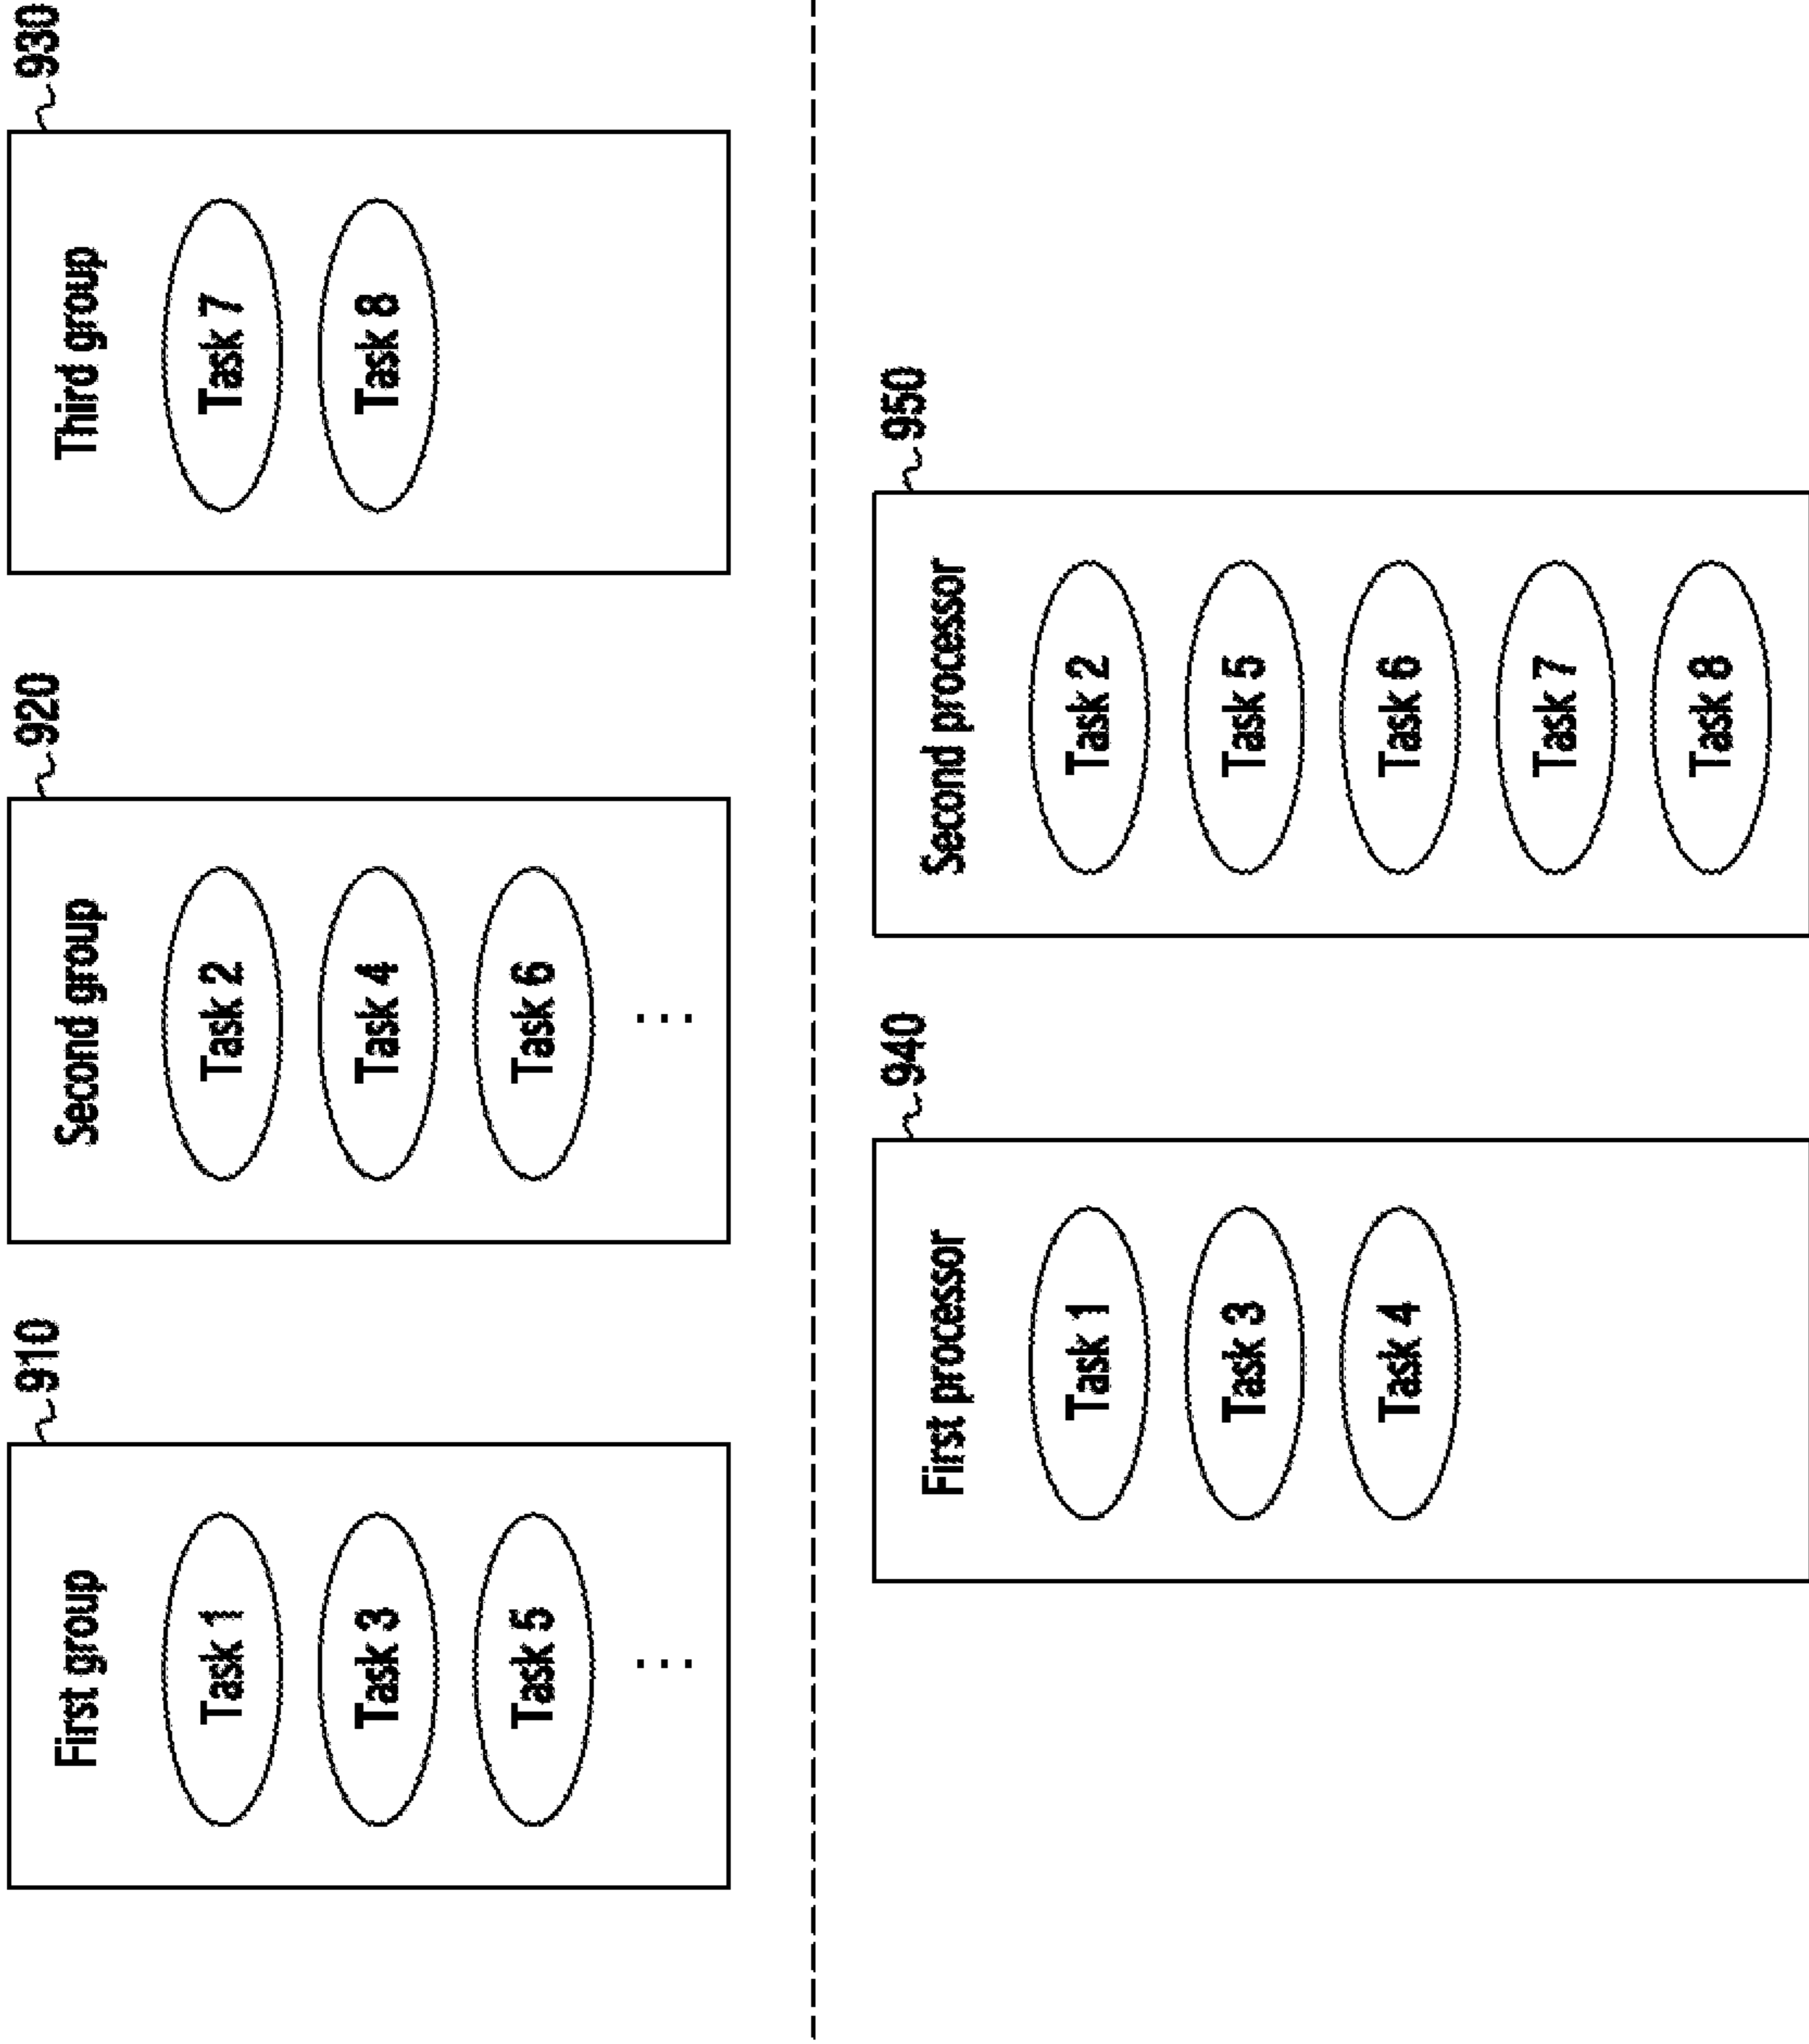 910
First group
Task 1
Task 3
Task 5
⋮
920
Second group
Task 2
Task 4
Task 6
⋮
930
Third group
Task 7
Task 8
940
First processor
Task 1
Task 3
Task 4
950
Second processor
Task 2
Task 5
Task 6
Task 7
Task 8